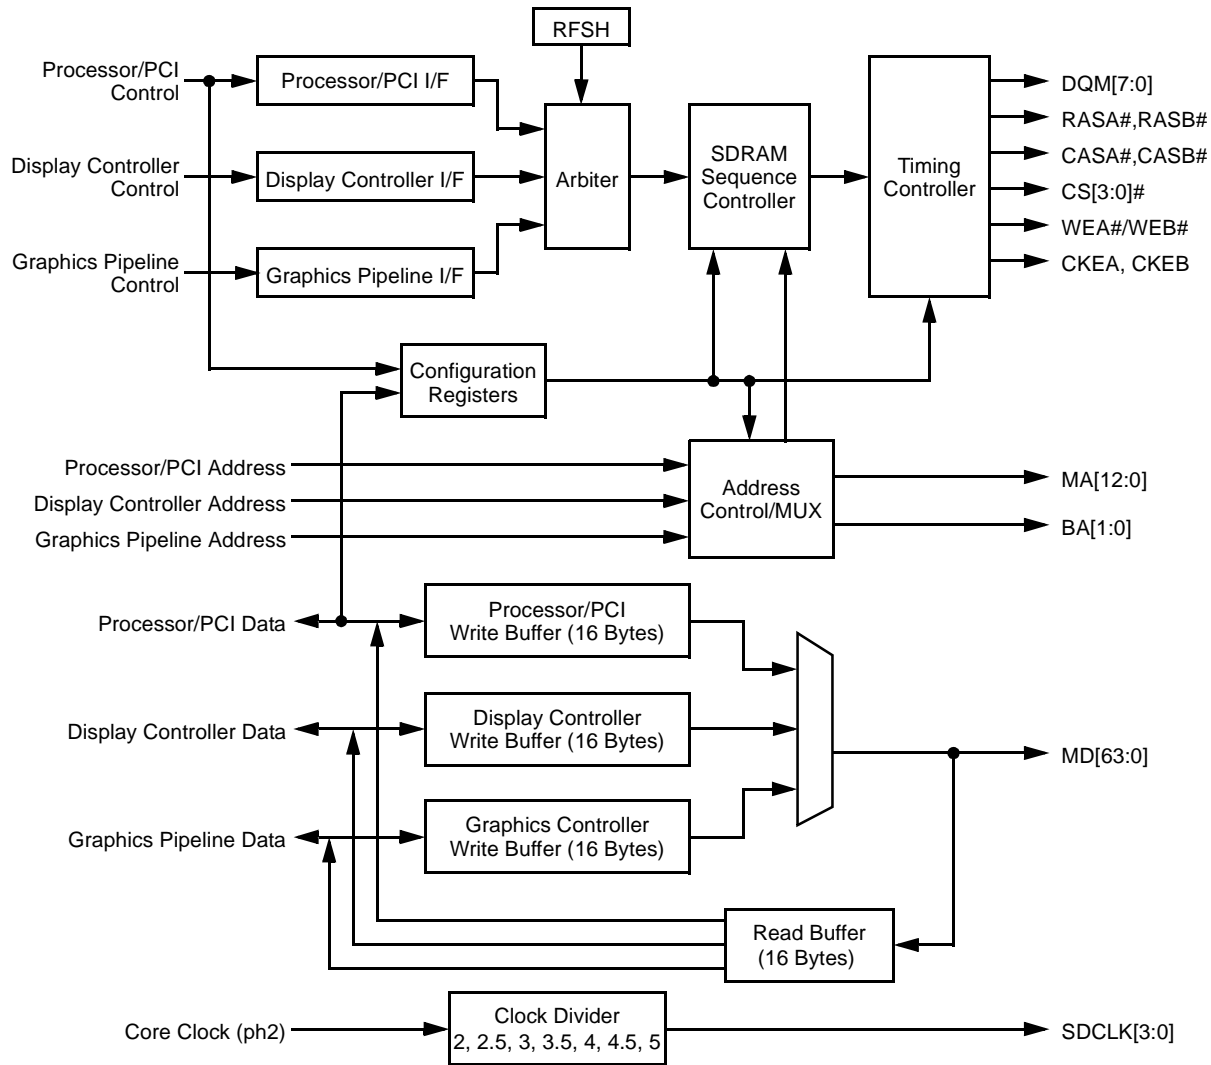 RFSH
Processor/PCI
Control
Processor/PCI I/F
DQM[7:0]
RASA#,RASB#
Display Controller
Control
Display Controller I/F
Arbiter
SDRAM
Sequence
Controller
Timing
Controller
CASA#,CASB#
CS[3:0]#
WEA#/WEB#
Graphics Pipeline
Control
Graphics Pipeline I/F
CKEA, CKEB
Configuration
Registers
Processor/PCI Address
Display Controller Address
Graphics Pipeline Address
Address
Control/MUX
MA[12:0]
BA[1:0]
Processor/PCI Data
Processor/PCI
Write Buffer (16 Bytes)
Display Controller Data
Display Controller
Write Buffer (16 Bytes)
MD[63:0]
Graphics Pipeline Data
Graphics Controller
Write Buffer (16 Bytes)
Read Buffer
(16 Bytes)
Core Clock (ph2)
Clock Divider
2, 2.5, 3, 3.5, 4, 4.5, 5
SDCLK[3:0]